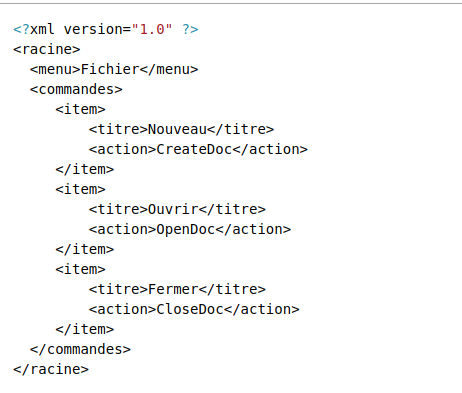 <?xml version="1.0" ?>
<racine>
  <menu>Fichier</menu>
  <commandes>
     <item>
         <titre>Nouveau</titre>
         <action>CreateDoc</action>
     </item>
     <item>
         <titre>Ouvrir</titre>
         <action>OpenDoc</action>
     </item>
     <item>
         <titre>Fermer</titre>
         <action>CloseDoc</action>
     </item>
  </commandes>
</racine>